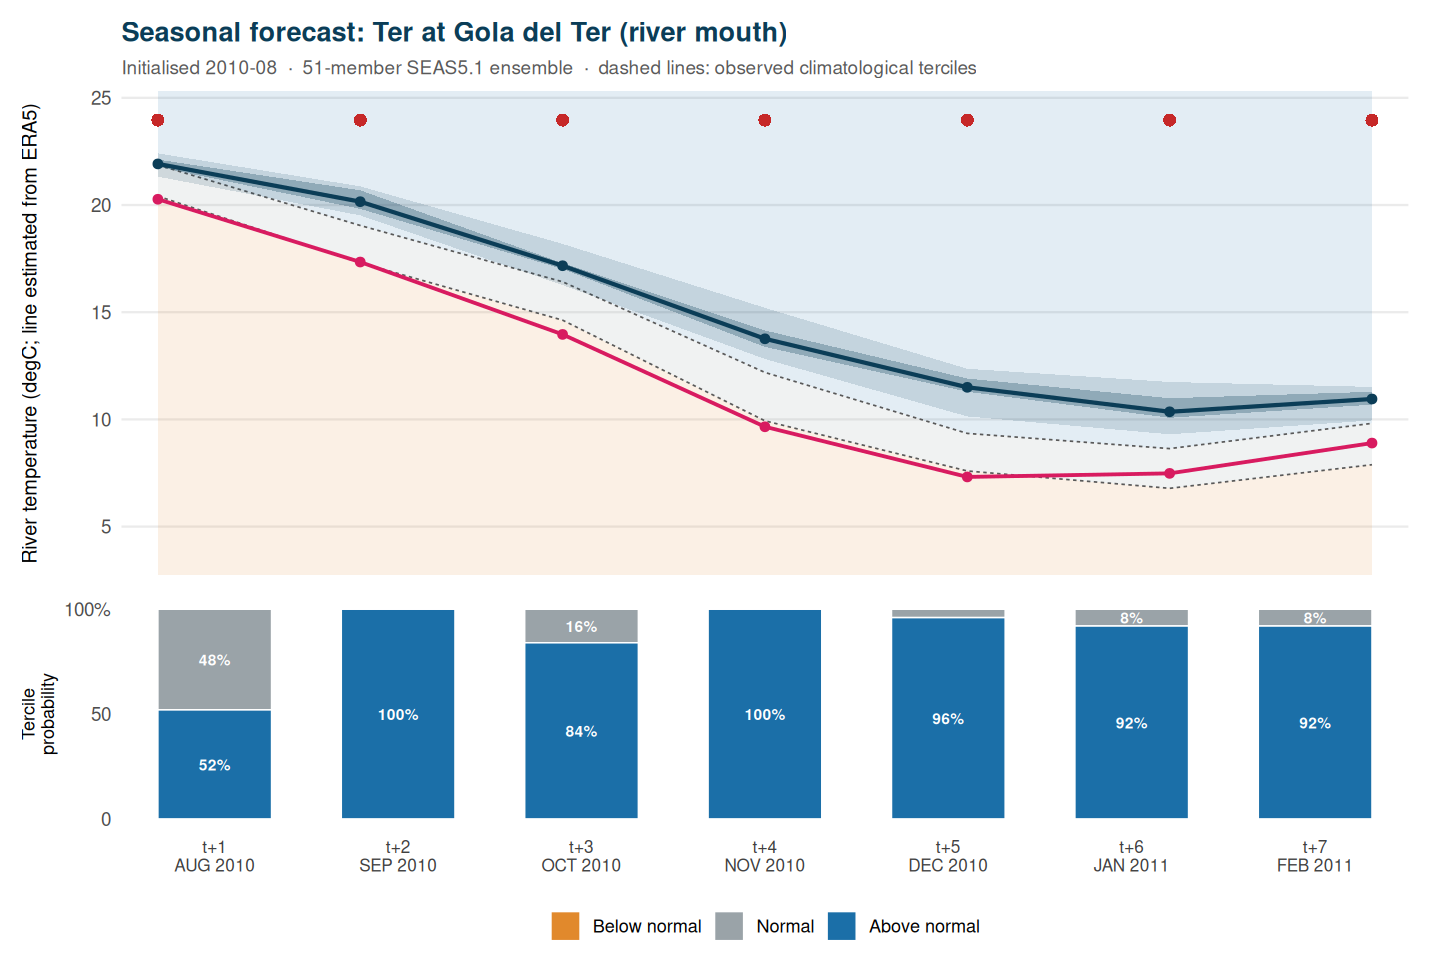 Seasonal forecast: Ter at Gola del Ter (river mouth)
Initialised 2010-08 · 51-member SEAS5.1 ensemble · dashed lines: observed climatological terciles
River temperature (degC; line estimated from ERA5)
25
20
15
10
5
Tercile
probability
100%
50
0
48%
52%
100%
16%
84%
100%
96%
8%
92%
8%
92%
t+1 t+2 t+3 t+4 t+5 t+6 t+7
AUG 2010 SEP 2010 OCT 2010 NOV 2010 DEC 2010 JAN 2011 FEB 2011
Below normal Normal Above normal